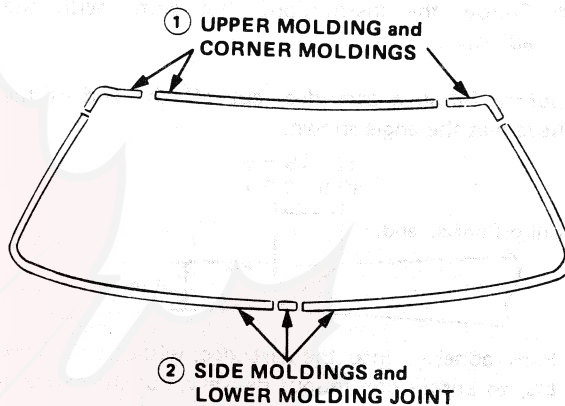 ① UPPER MOLDING and
CORNER MOLDINGS
② SIDE MOLDINGS and
LOWER MOLDING JOINT